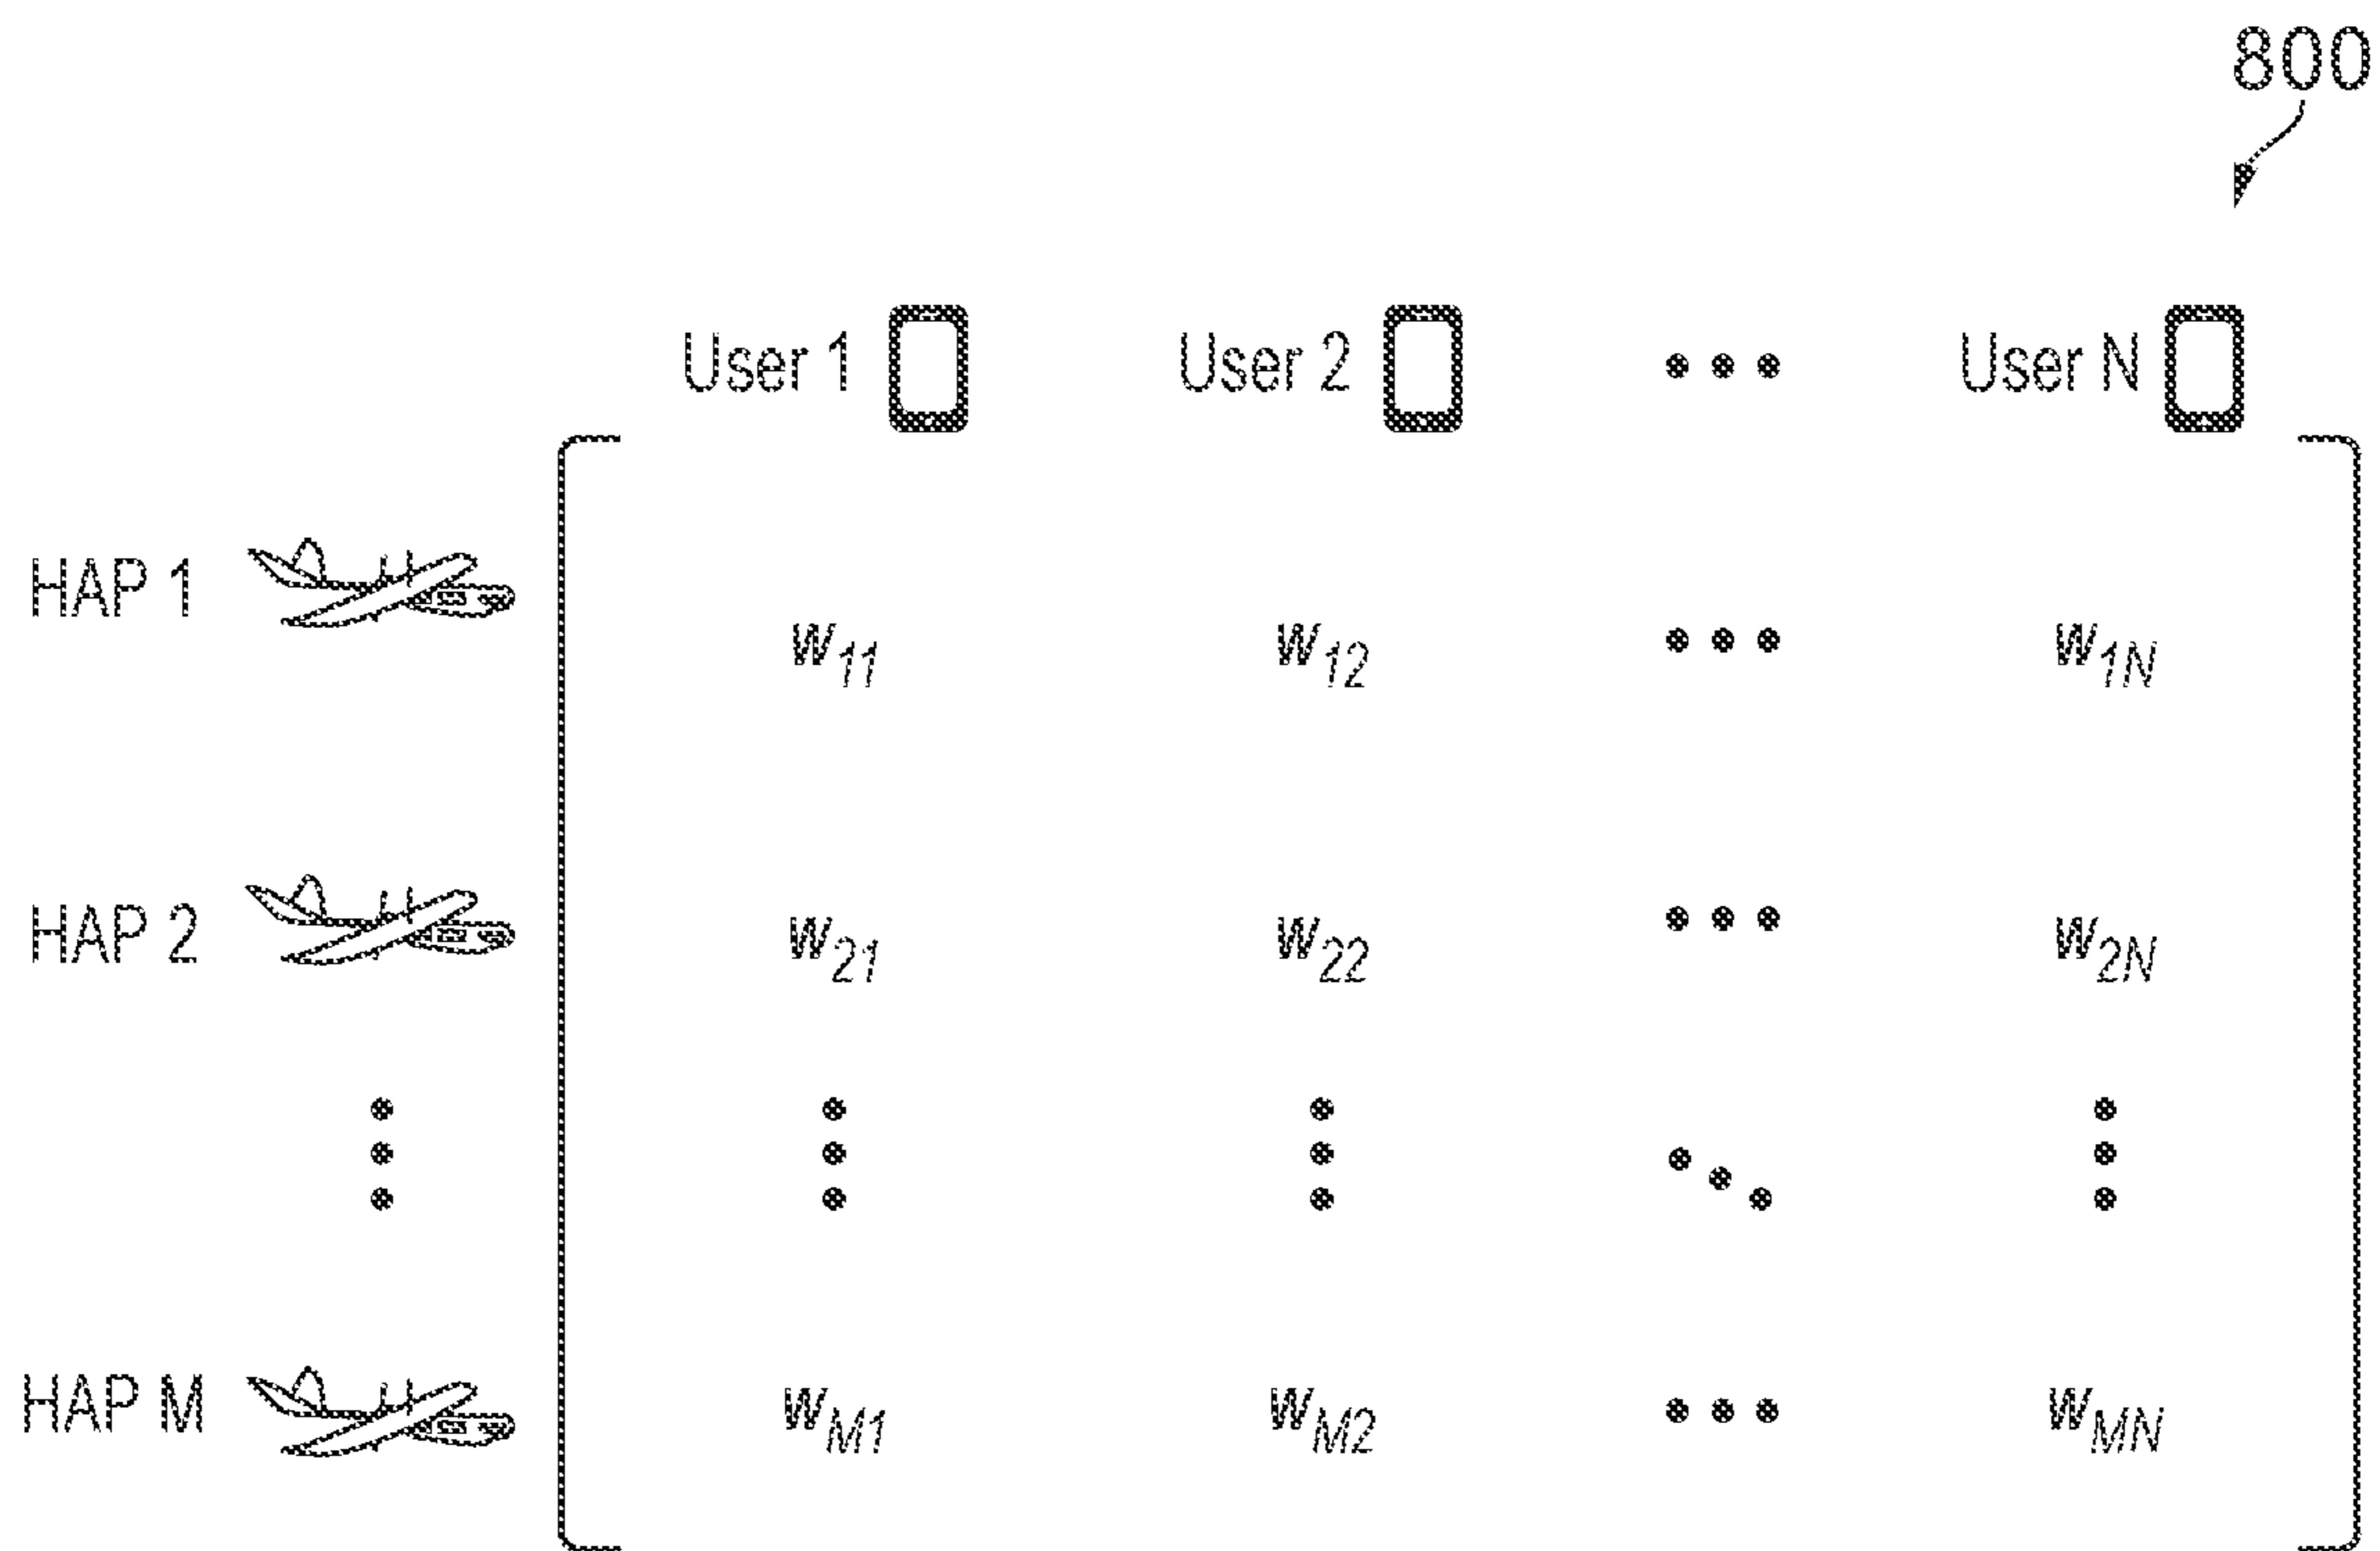 800
User 1 User 2 ••• User N
HAP 1
w11 w12 ••• w1N
HAP 2
w21 w22 ••• w2N
HAP M
wM1 wM2 ••• wMN